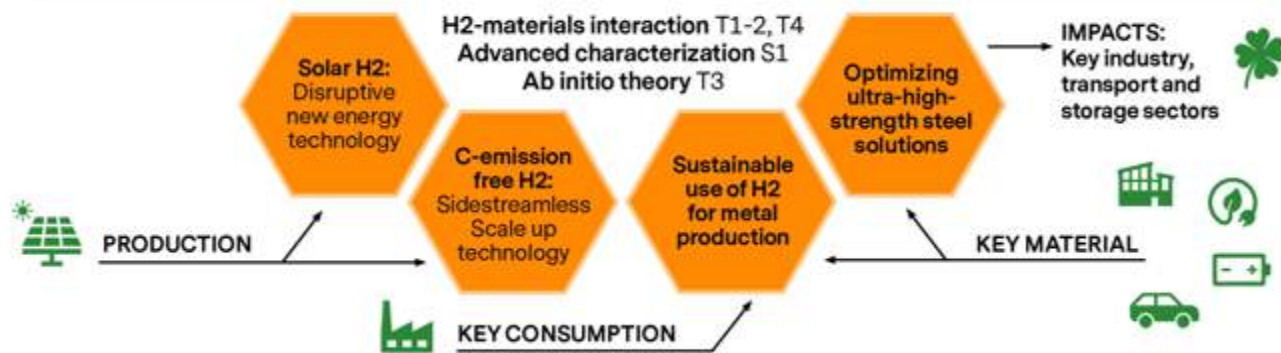 H2-materials interaction T1-2, T4
Advanced characterization S1
Ab initio theory T3
Solar H2:
Disruptive
new energy
technology
C-emission
free H2:
Sidestreamless
Scale up
technology
Sustainable
use of H2
for metal
production
Optimizing
ultra-high-
strength steel
solutions
IMPACTS:
Key industry,
transport and
storage sectors
PRODUCTION
KEY CONSUMPTION
KEY MATERIAL